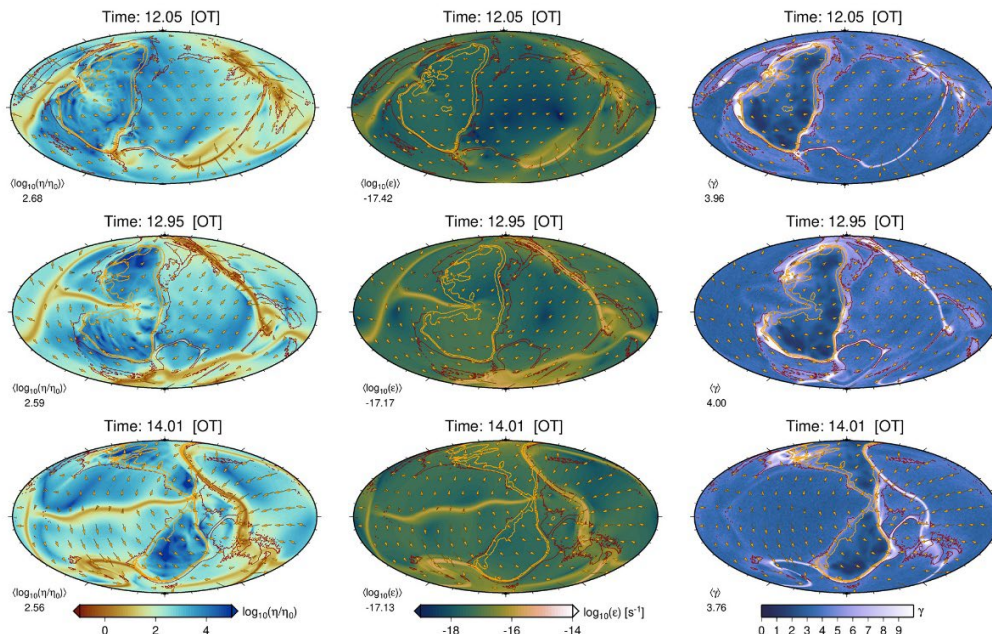 Time: 12.05 [OT]
Time: 12.05 [OT]
Time: 12.05 [OT]
⟨log₁₀(η/η₀)⟩
2.68
⟨log₁₀(ε)⟩
-17.42
⟨γ⟩
3.96
Time: 12.95 [OT]
Time: 12.95 [OT]
Time: 12.95 [OT]
⟨log₁₀(η/η₀)⟩
2.59
⟨log₁₀(ε)⟩
-17.17
⟨γ⟩
4.00
Time: 14.01 [OT]
Time: 14.01 [OT]
Time: 14.01 [OT]
⟨log₁₀(η/η₀)⟩
2.56
log₁₀(η/η₀)
0 2 4
⟨log₁₀(ε)⟩
-17.13
log₁₀(ε) [s⁻¹]
-18 -16 -14
⟨γ⟩
3.76
γ
0 1 2 3 4 5 6 7 8 9